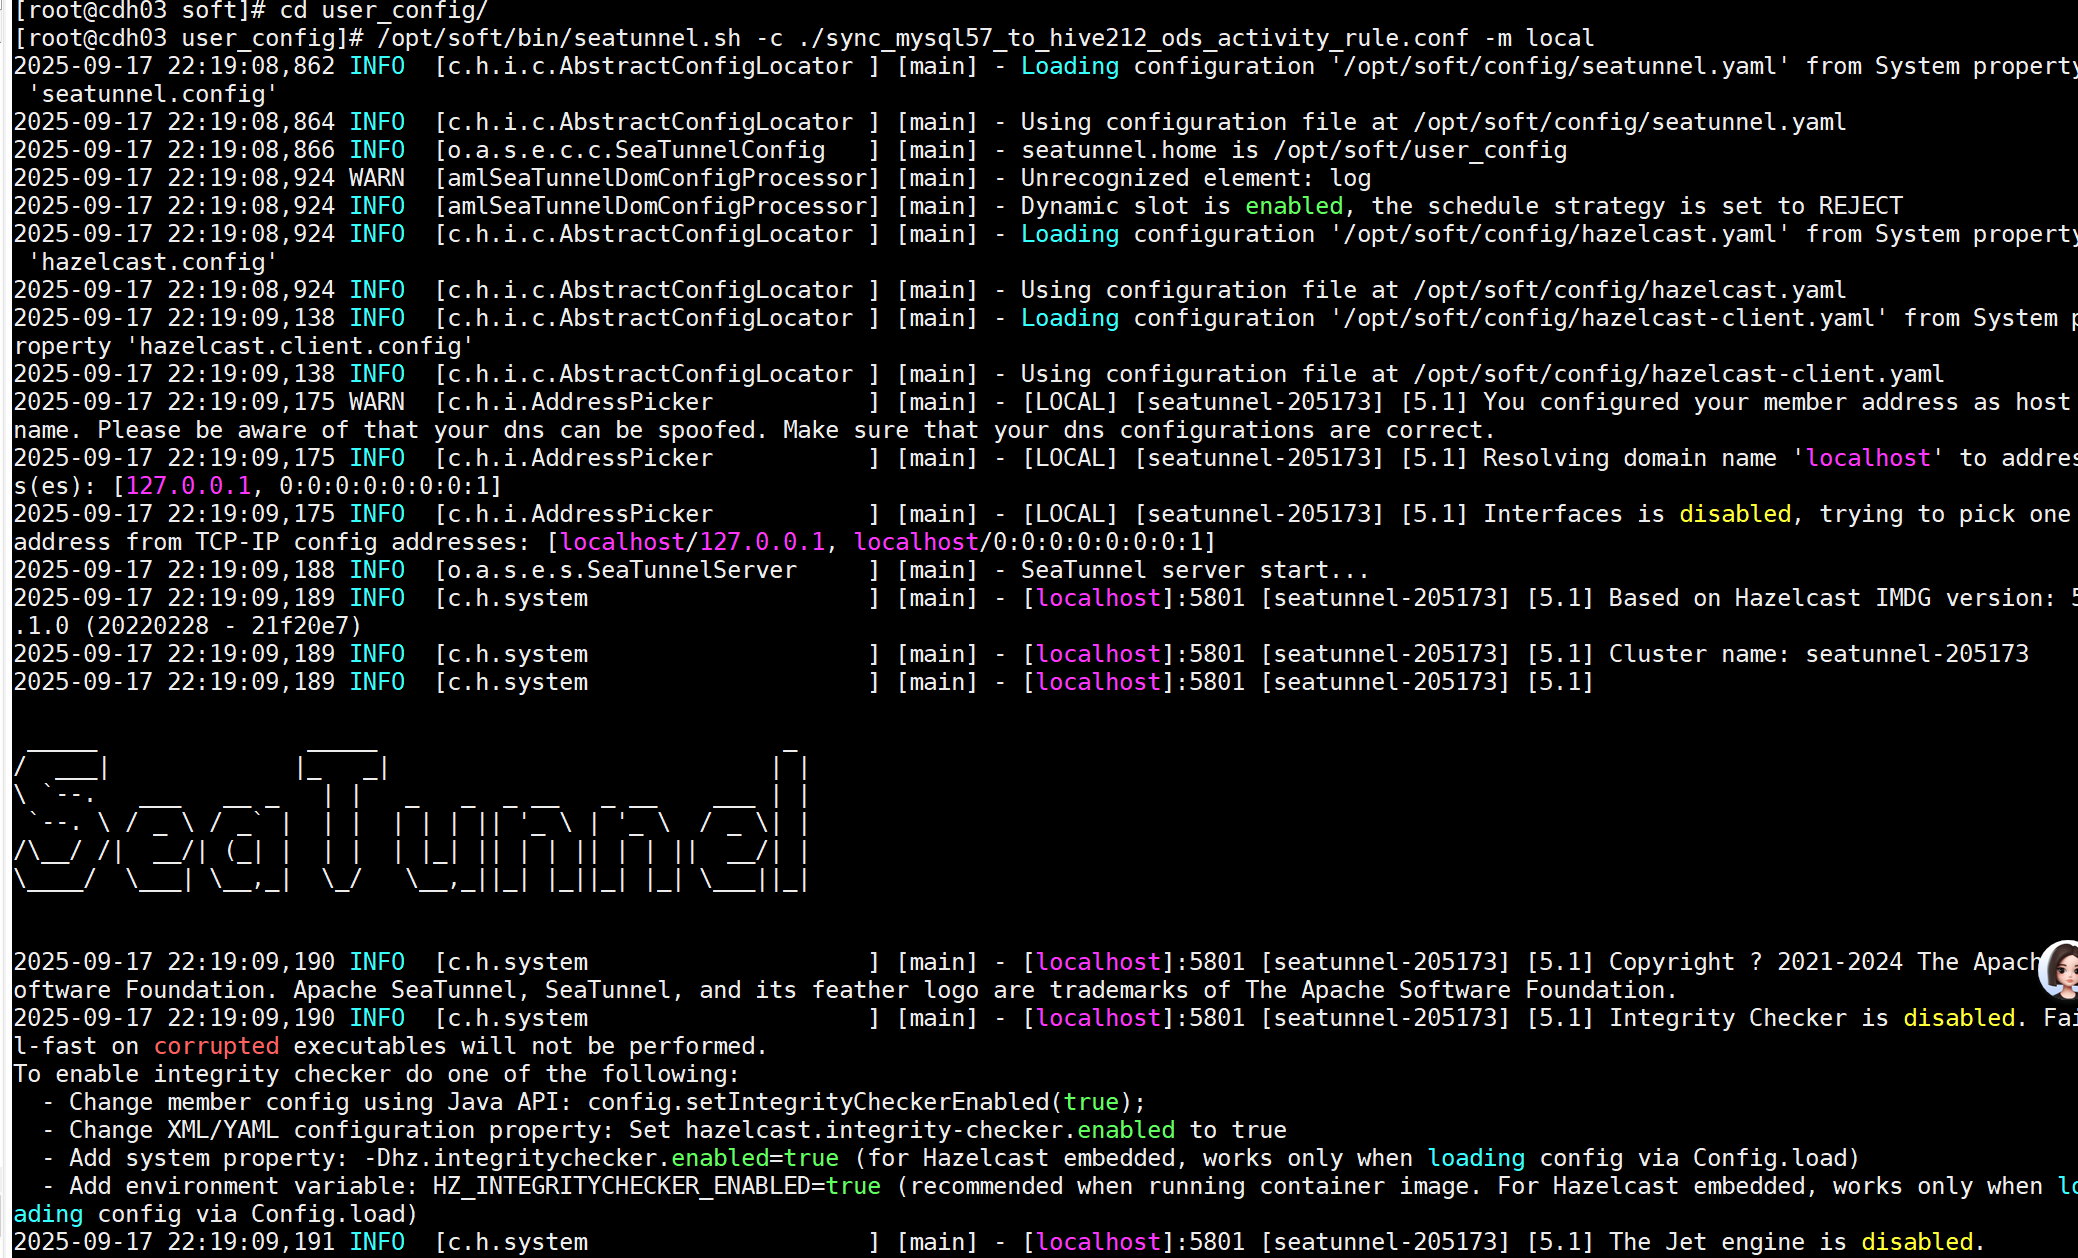 [root@cdh03 soft]# cd user_config/
[root@cdh03 user_config]# /opt/soft/bin/seatunnel.sh -c ./sync_mysql57_to_hive212_ods_activity_rule.conf -m local
2025-09-17 22:19:08,862 INFO  [c.h.i.c.AbstractConfigLocator ] [main] - Loading configuration '/opt/soft/config/seatunnel.yaml' from System property
 'seatunnel.config'
2025-09-17 22:19:08,864 INFO  [c.h.i.c.AbstractConfigLocator ] [main] - Using configuration file at /opt/soft/config/seatunnel.yaml
2025-09-17 22:19:08,866 INFO  [o.a.s.e.c.c.SeaTunnelConfig   ] [main] - seatunnel.home is /opt/soft/user_config
2025-09-17 22:19:08,924 WARN  [amlSeaTunnelDomConfigProcessor] [main] - Unrecognized element: log
2025-09-17 22:19:08,924 INFO  [amlSeaTunnelDomConfigProcessor] [main] - Dynamic slot is enabled, the schedule strategy is set to REJECT
2025-09-17 22:19:08,924 INFO  [c.h.i.c.AbstractConfigLocator ] [main] - Loading configuration '/opt/soft/config/hazelcast.yaml' from System property
 'hazelcast.config'
2025-09-17 22:19:08,924 INFO  [c.h.i.c.AbstractConfigLocator ] [main] - Using configuration file at /opt/soft/config/hazelcast.yaml
2025-09-17 22:19:09,138 INFO  [c.h.i.c.AbstractConfigLocator ] [main] - Loading configuration '/opt/soft/config/hazelcast-client.yaml' from System p
roperty 'hazelcast.client.config'
2025-09-17 22:19:09,138 INFO  [c.h.i.c.AbstractConfigLocator ] [main] - Using configuration file at /opt/soft/config/hazelcast-client.yaml
2025-09-17 22:19:09,175 WARN  [c.h.i.AddressPicker           ] [main] - [LOCAL] [seatunnel-205173] [5.1] You configured your member address as host
name. Please be aware of that your dns can be spoofed. Make sure that your dns configurations are correct.
2025-09-17 22:19:09,175 INFO  [c.h.i.AddressPicker           ] [main] - [LOCAL] [seatunnel-205173] [5.1] Resolving domain name 'localhost' to addres
s(es): [127.0.0.1, 0:0:0:0:0:0:0:1]
2025-09-17 22:19:09,175 INFO  [c.h.i.AddressPicker           ] [main] - [LOCAL] [seatunnel-205173] [5.1] Interfaces is disabled, trying to pick one
address from TCP-IP config addresses: [localhost/127.0.0.1, localhost/0:0:0:0:0:0:0:1]
2025-09-17 22:19:09,188 INFO  [o.a.s.e.s.SeaTunnelServer     ] [main] - SeaTunnel server start...
2025-09-17 22:19:09,189 INFO  [c.h.system                    ] [main] - [localhost]:5801 [seatunnel-205173] [5.1] Based on Hazelcast IMDG version: 5
.1.0 (20220228 - 21f20e7)
2025-09-17 22:19:09,189 INFO  [c.h.system                    ] [main] - [localhost]:5801 [seatunnel-205173] [5.1] Cluster name: seatunnel-205173
2025-09-17 22:19:09,189 INFO  [c.h.system                    ] [main] - [localhost]:5801 [seatunnel-205173] [5.1]
SeaTunnel
2025-09-17 22:19:09,190 INFO  [c.h.system                    ] [main] - [localhost]:5801 [seatunnel-205173] [5.1] Copyright ? 2021-2024 The Apach
oftware Foundation. Apache SeaTunnel, SeaTunnel, and its feather logo are trademarks of The Apache Software Foundation.
2025-09-17 22:19:09,190 INFO  [c.h.system                    ] [main] - [localhost]:5801 [seatunnel-205173] [5.1] Integrity Checker is disabled. Fai
l-fast on corrupted executables will not be performed.
To enable integrity checker do one of the following:
  - Change member config using Java API: config.setIntegrityCheckerEnabled(true);
  - Change XML/YAML configuration property: Set hazelcast.integrity-checker.enabled to true
  - Add system property: -Dhz.integritychecker.enabled=true (for Hazelcast embedded, works only when loading config via Config.load)
  - Add environment variable: HZ_INTEGRITYCHECKER_ENABLED=true (recommended when running container image. For Hazelcast embedded, works only when lo
ading config via Config.load)
2025-09-17 22:19:09,191 INFO  [c.h.system                    ] [main] - [localhost]:5801 [seatunnel-205173] [5.1] The Jet engine is disabled.